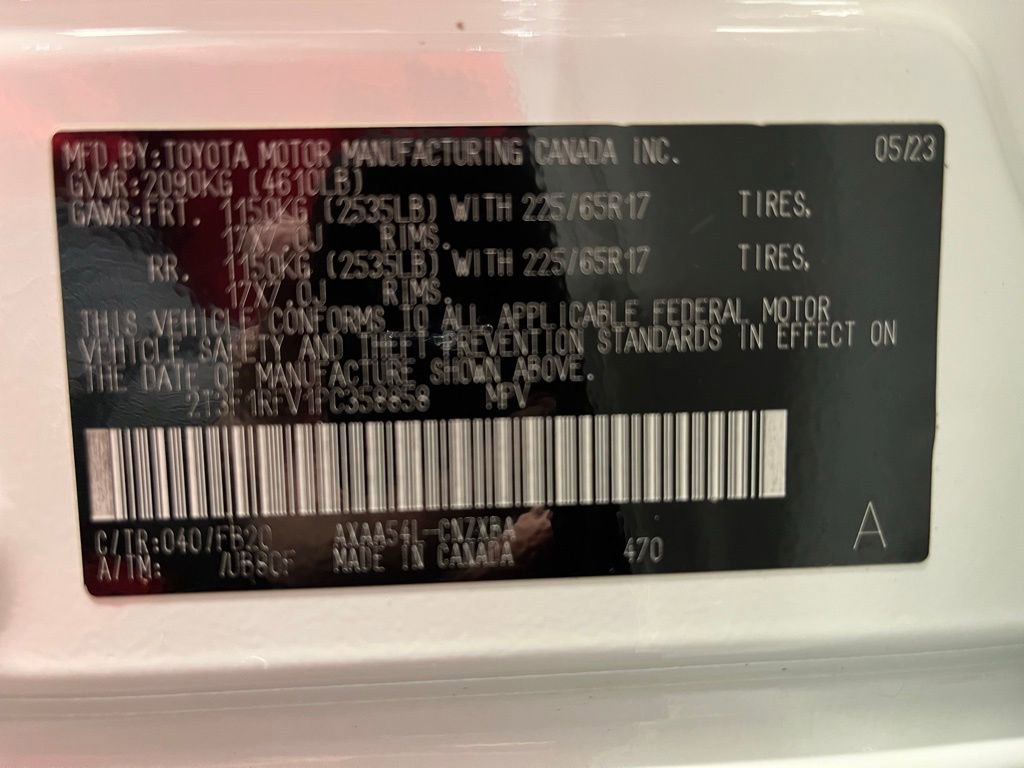 MFD.BY:TOYOTA MOTOR MANUFACTURING CANADA INC. 05/23
GVWR:2090KG (4610LB)
GAWR:FRT. 1150KG (2535LB) WITH 225/65R17 TIRES.
17X7.0J RIMS.
RR. 1150KG (2535LB) WITH 225/65R17 TIRES.
17X7.0J RIMS.
THIS VEHICLE CONFORMS TO ALL APPLICABLE FEDERAL MOTOR
VEHICLE SAFETY AND THEFT PREVENTION STANDARDS IN EFFECT ON
THE DATE OF MANUFACTURE SHOWN ABOVE.
MPV
C/TR:040/FB20 AXAA54L-CNZXBA 470 A
A/TM: MADE IN CANADA